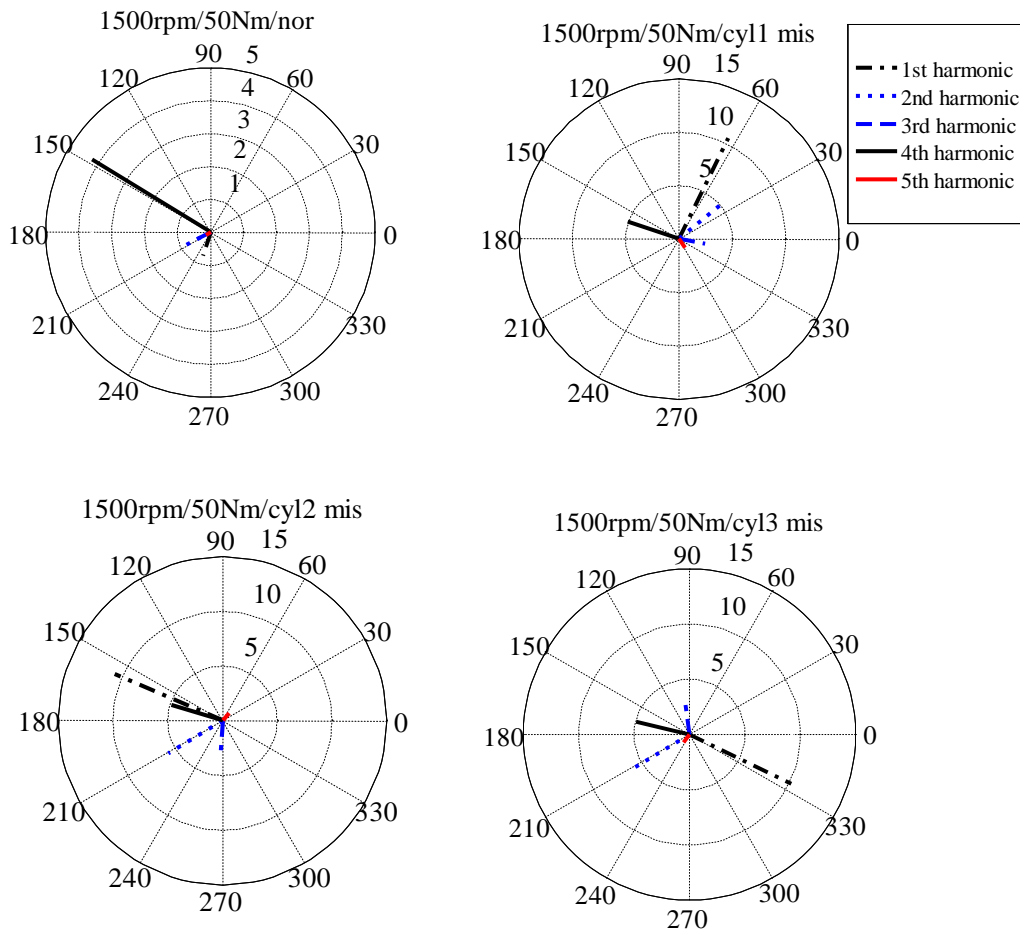 1500rpm/50Nm/nor
90 5
120 4 60
3
150 2 30
1
180 0
210 330
240 300
270
1500rpm/50Nm/cyl1 mis
90 15
120 60
10
150 5 30
180 0
210 330
240 300
270
1st harmonic
2nd harmonic
3rd harmonic
4th harmonic
5th harmonic
1500rpm/50Nm/cyl2 mis
90 15
120 60
10
150 5 30
180 0
210 330
240 300
270
1500rpm/50Nm/cyl3 mis
90 15
120 60
10
150 5 30
180 0
210 330
240 300
270